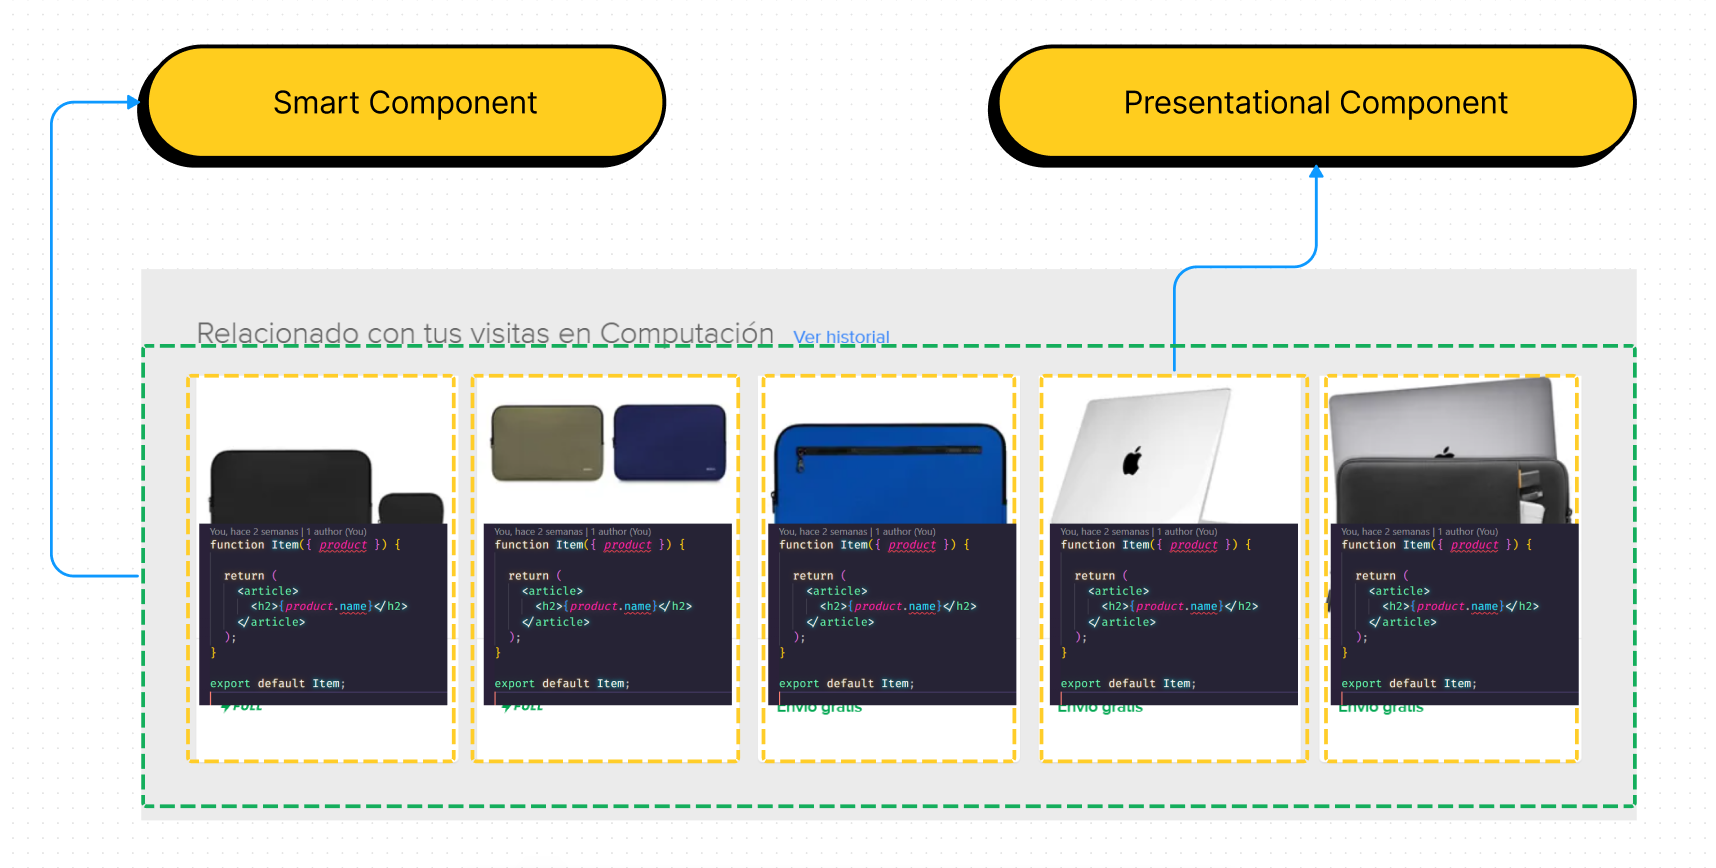 Smart Component
Presentational Component
Relacionado con tus visitas en Computación Ver historial
You, hace 2 semanas | 1 author (You)
function Item({ product }) {
return (
<article>
<h2>{product.name}</h2>
</article>
);
}
export default Item;
FULL
You, hace 2 semanas | 1 author (You)
function Item({ product }) {
return (
<article>
<h2>{product.name}</h2>
</article>
);
}
export default Item;
FULL
You, hace 2 semanas | 1 author (You)
function Item({ product }) {
return (
<article>
<h2>{product.name}</h2>
</article>
);
}
export default Item;
Envío gratis
You, hace 2 semanas | 1 author (You)
function Item({ product }) {
return (
<article>
<h2>{product.name}</h2>
</article>
);
}
export default Item;
Envío gratis
You, hace 2 semanas | 1 author (You)
function Item({ product }) {
return (
<article>
<h2>{product.name}</h2>
</article>
);
}
export default Item;
Envío gratis